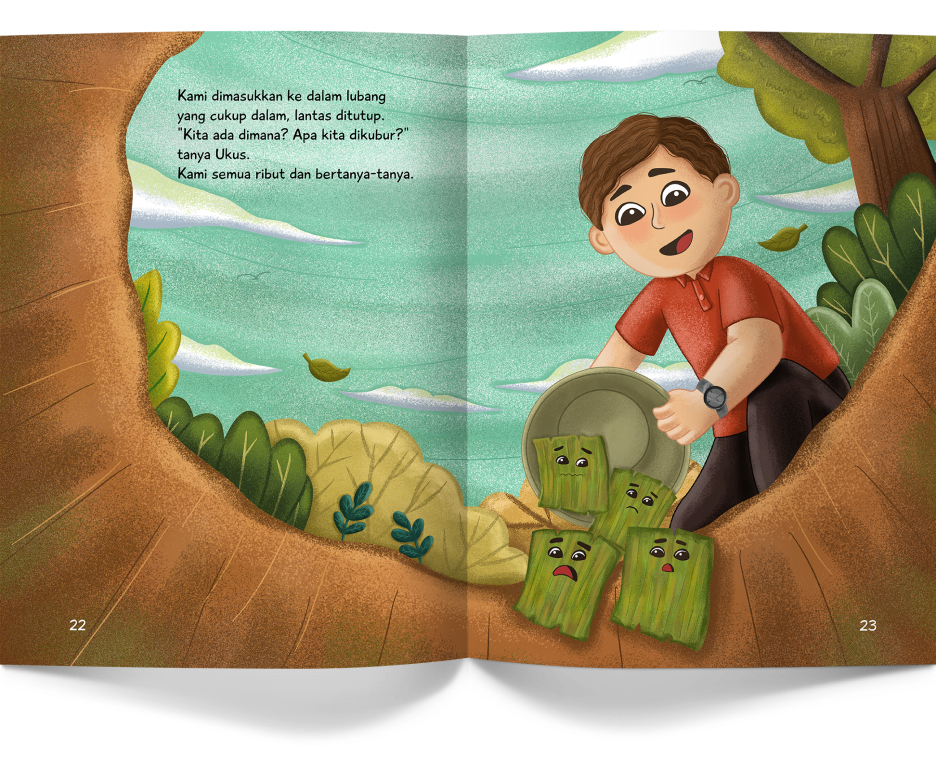 Kami dimasukkan ke dalam lubang
yang cukup dalam, lantas ditutup.
"Kita ada dimana? Apa kita dikubur?"
tanya Ukus.
Kami semua ribut dan bertanya-tanya.
22
23